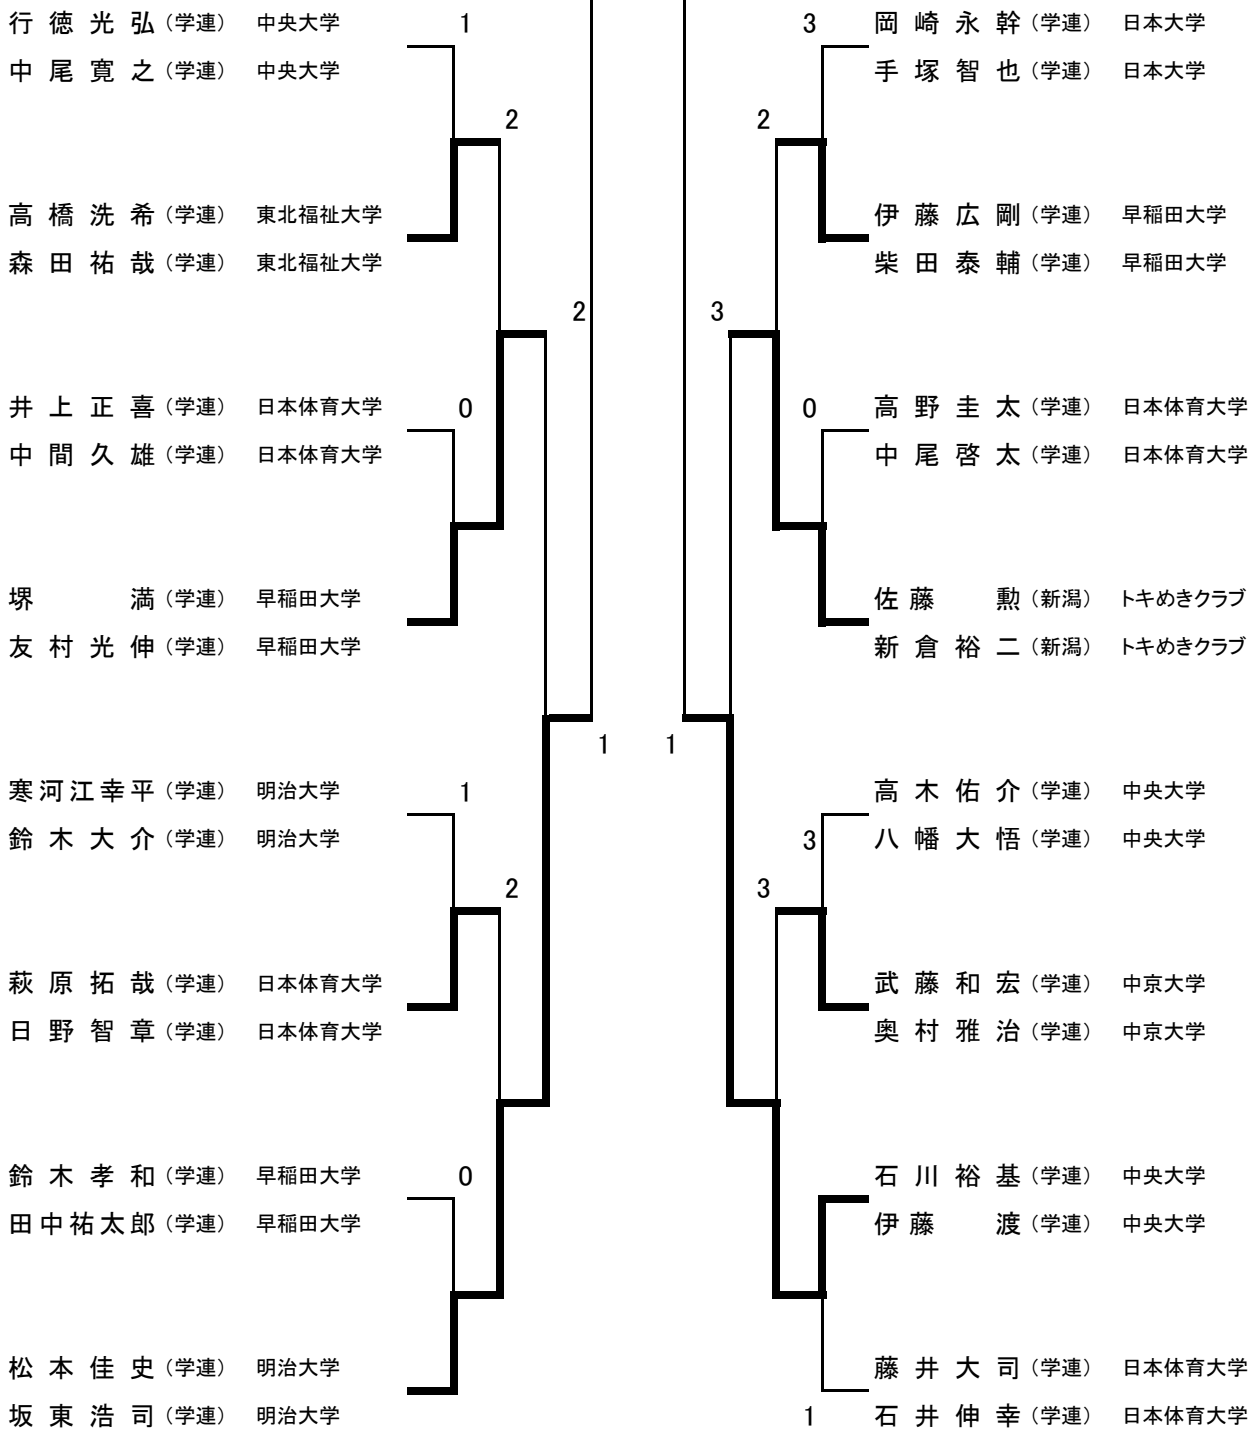 行徳光弘（学連） 中央大学 1
中尾寛之（学連） 中央大学
2
高橋洸希（学連） 東北福祉大学
森田祐哉（学連） 東北福祉大学
2
井上正喜（学連） 日本体育大学 0
中間久雄（学連） 日本体育大学
堺 満（学連） 早稲田大学
友村光伸（学連） 早稲田大学
1
寒河江幸平（学連） 明治大学 1
鈴木大介（学連） 明治大学
2
萩原拓哉（学連） 日本体育大学
日野智章（学連） 日本体育大学
鈴木孝和（学連） 早稲田大学 0
田中祐太郎（学連） 早稲田大学
松本佳史（学連） 明治大学
坂東浩司（学連） 明治大学
3 岡崎永幹（学連） 日本大学
手塚智也（学連） 日本大学
2
伊藤広剛（学連） 早稲田大学
柴田泰輔（学連） 早稲田大学
3
0 高野圭太（学連） 日本体育大学
中尾啓太（学連） 日本体育大学
佐藤 勲（新潟） トキめきクラブ
新倉裕二（新潟） トキめきクラブ
1
高木佑介（学連） 中央大学
3 八幡大悟（学連） 中央大学
3
武藤和宏（学連） 中京大学
奥村雅治（学連） 中京大学
石川裕基（学連） 中央大学
伊藤 渡（学連） 中央大学
藤井大司（学連） 日本体育大学
1 石井伸幸（学連） 日本体育大学